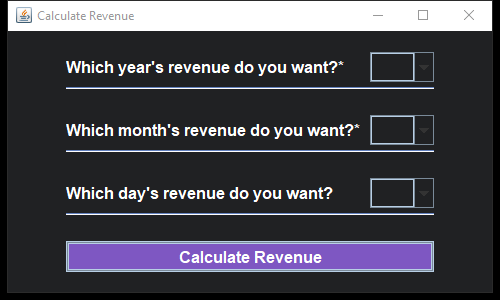 Calculate Revenue
Which year's revenue do you want?*
Which month's revenue do you want?*
Which day's revenue do you want?
Calculate Revenue